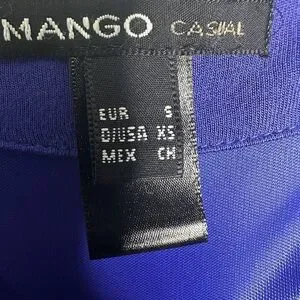 MANGO CASUAL
EUR S
D/USA XS
MEX CH